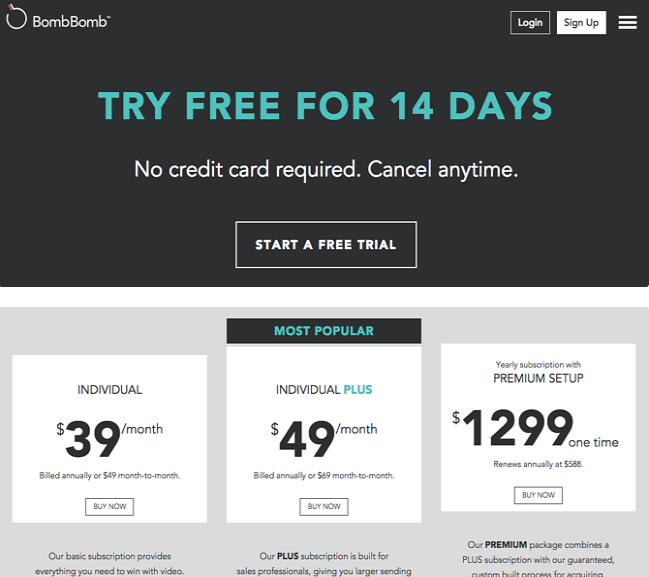 BombBomb™
Login
Sign Up
TRY FREE FOR 14 DAYS
No credit card required. Cancel anytime.
START A FREE TRIAL
MOST POPULAR
INDIVIDUAL
$39/month
Billed annually or $49 month-to-month.
BUY NOW
Our basic subscription provides
everything you need to win with video.
INDIVIDUAL PLUS
$49/month
Billed annually or $69 month-to-month.
BUY NOW
Our PLUS subscription is built for
sales professionals, giving you larger sending
Yearly subscription with
PREMIUM SETUP
$1299 one time
Renews annually at $588.
BUY NOW
Our PREMIUM package combines a
PLUS subscription with our guaranteed,
custom built process for acquiring,